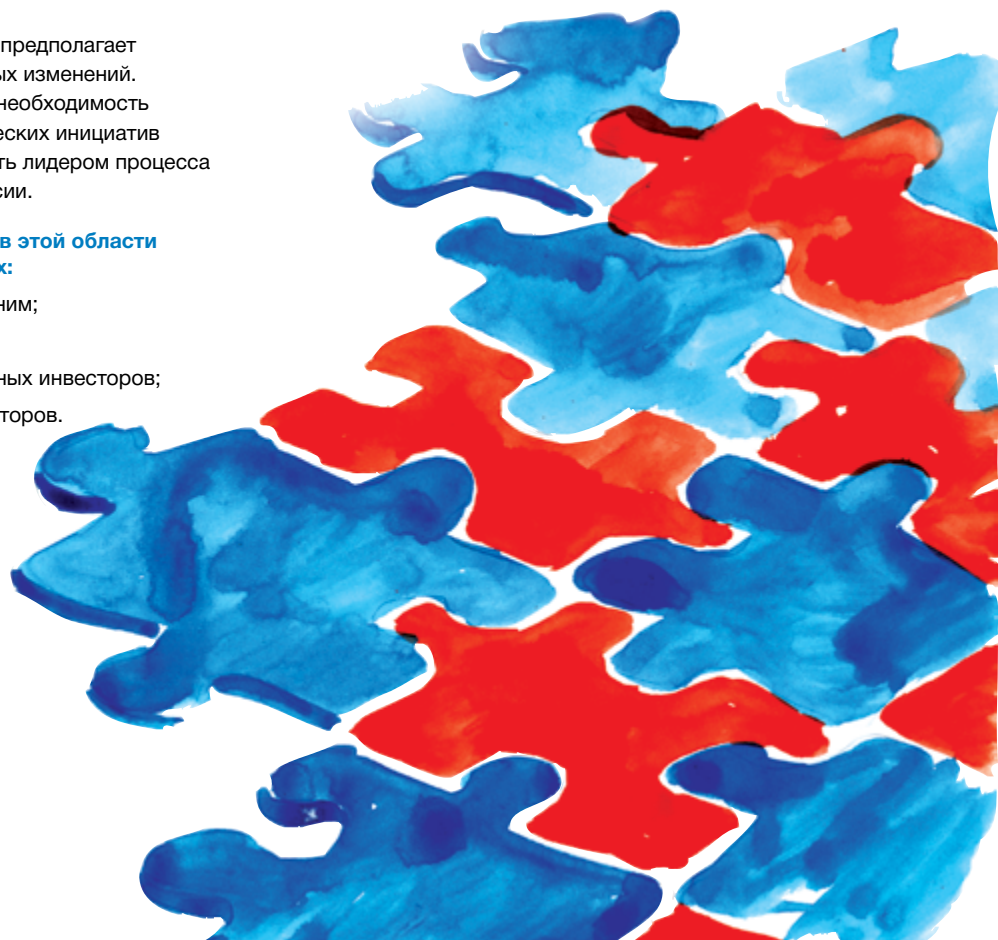 предполагает
ых изменений.
необходимость
еских инициатив
ть лидером процесса
сии.
в этой области
х:
ним;
ных инвесторов;
торов.